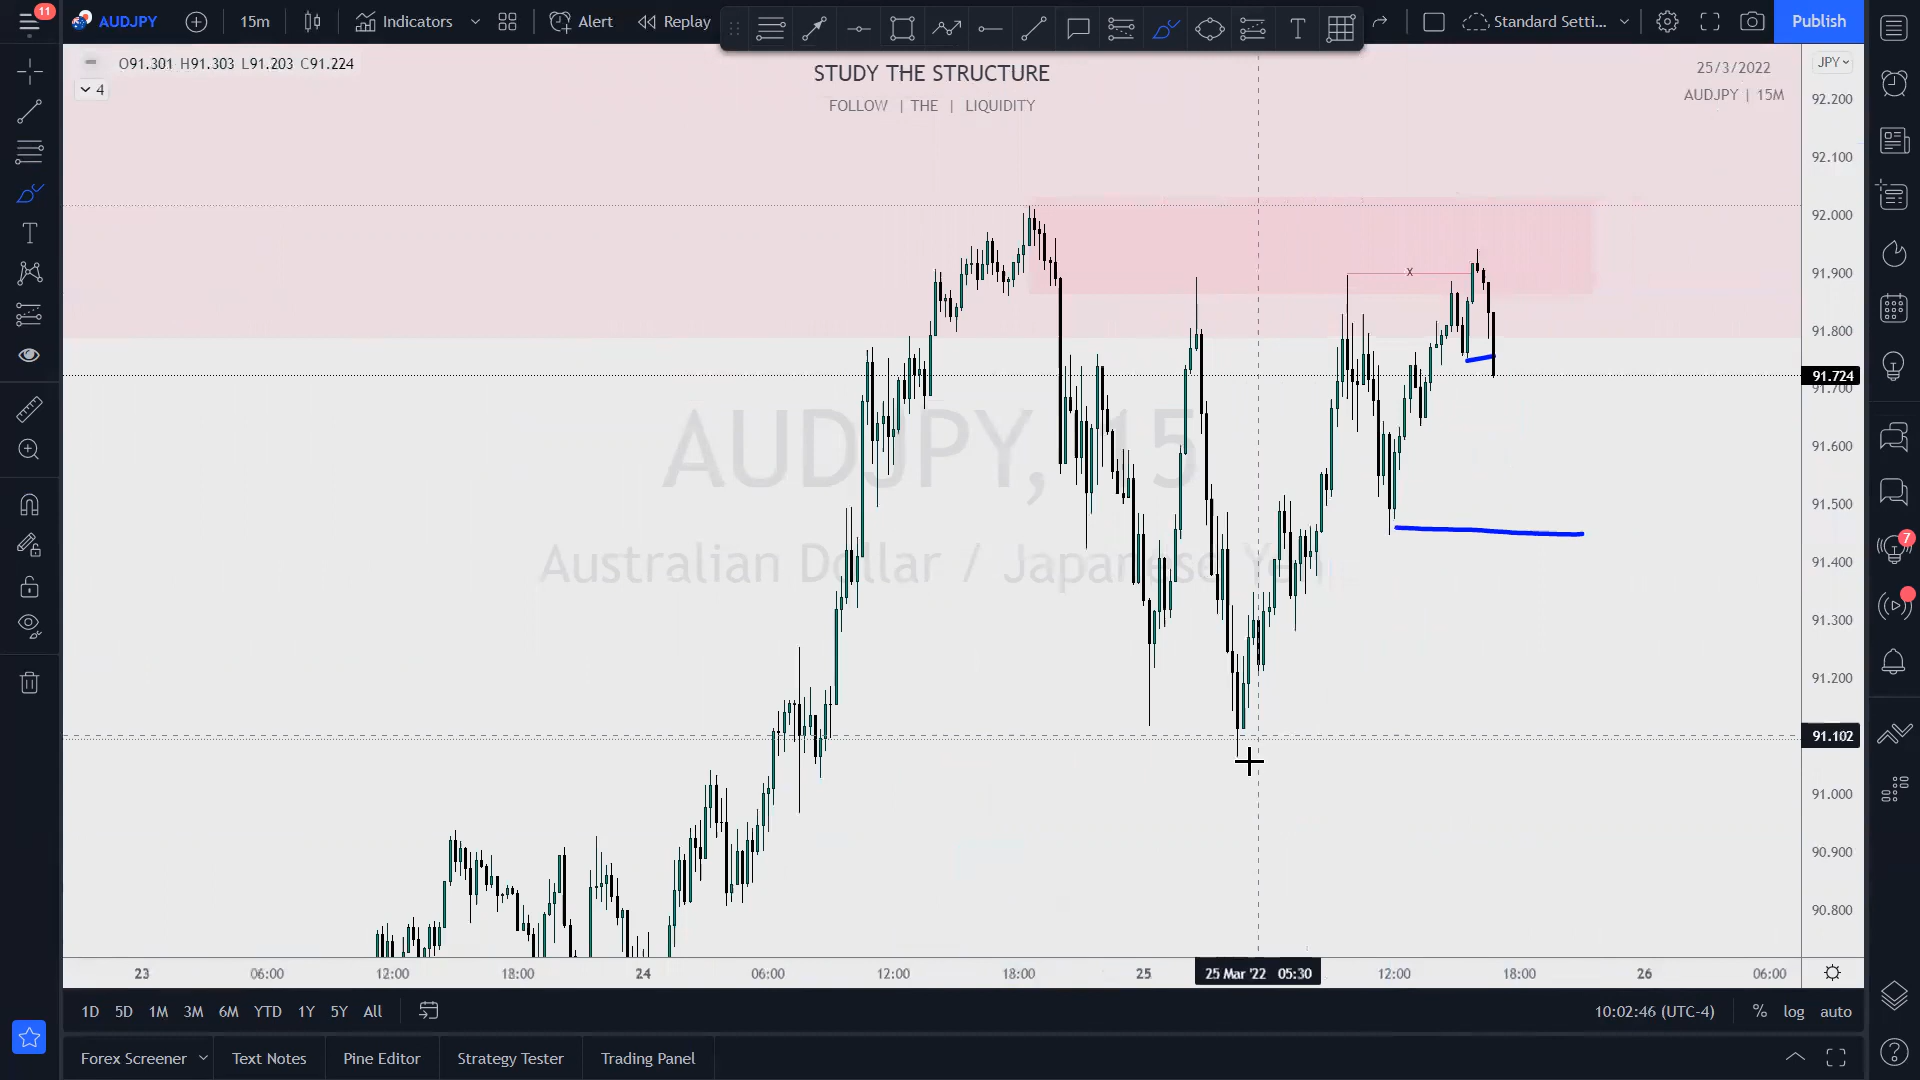 11
AUDJPY
15m
Indicators
Alert
Replay
Standard Setti...
Publish
O91.301 H91.303 L91.203 C91.224
4
STUDY THE STRUCTURE
FOLLOW | THE | LIQUIDITY
25/3/2022
AUDJPY | 15M
JPY
92.200
92.100
92.000
91.900
91.800
91.724
91.700
91.600
91.500
91.400
91.300
91.200
91.102
91.000
90.900
90.800
X
AUDJPY, 15
Australian Dollar / Japanese Yen
7
23 06:00 12:00 18:00 24 06:00 12:00 18:00 25 25 Mar '22 05:30 12:00 18:00 26 06:00
1D 5D 1M 3M 6M YTD 1Y 5Y All
10:02:46 (UTC-4)
% log auto
Forex Screener
Text Notes
Pine Editor
Strategy Tester
Trading Panel